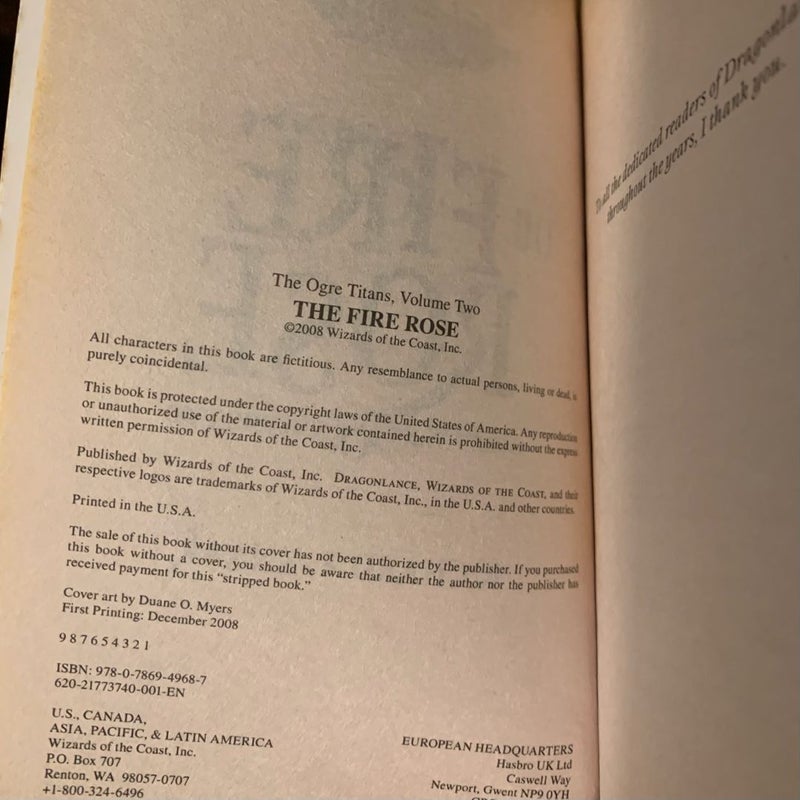 The Ogre Titans, Volume Two
THE FIRE ROSE
©2008 Wizards of the Coast, Inc.
All characters in this book are fictitious. Any resemblance to actual persons, living or dead, is
purely coincidental.
This book is protected under the copyright laws of the United States of America. Any reproduction
or unauthorized use of the material or artwork contained herein is prohibited without the express
written permission of Wizards of the Coast, Inc.
Published by Wizards of the Coast, Inc. DRAGONLANCE, WIZARDS OF THE COAST, and their
respective logos are trademarks of Wizards of the Coast, Inc., in the U.S.A. and other countries.
Printed in the U.S.A.
The sale of this book without its cover has not been authorized by the publisher. If you purchased
this book without a cover, you should be aware that neither the author nor the publisher has
received payment for this “stripped book.”
Cover art by Duane O. Myers
First Printing: December 2008
9 8 7 6 5 4 3 2 1
ISBN: 978-0-7869-4968-7
620-21773740-001-EN
U.S., CANADA,
ASIA, PACIFIC, & LATIN AMERICA
Wizards of the Coast, Inc.
P.O. Box 707
Renton, WA 98057-0707
+1-800-324-6496
EUROPEAN HEADQUARTERS
Hasbro UK Ltd
Caswell Way
Newport, Gwent NP9 0YH
To all the dedicated readers of Dragonla
throughout the years, I thank you.